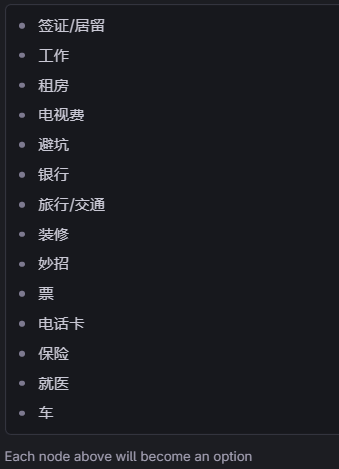 签证/居留
工作
租房
电视费
避坑
银行
旅行/交通
装修
妙招
票
电话卡
保险
就医
车
Each node above will become an option